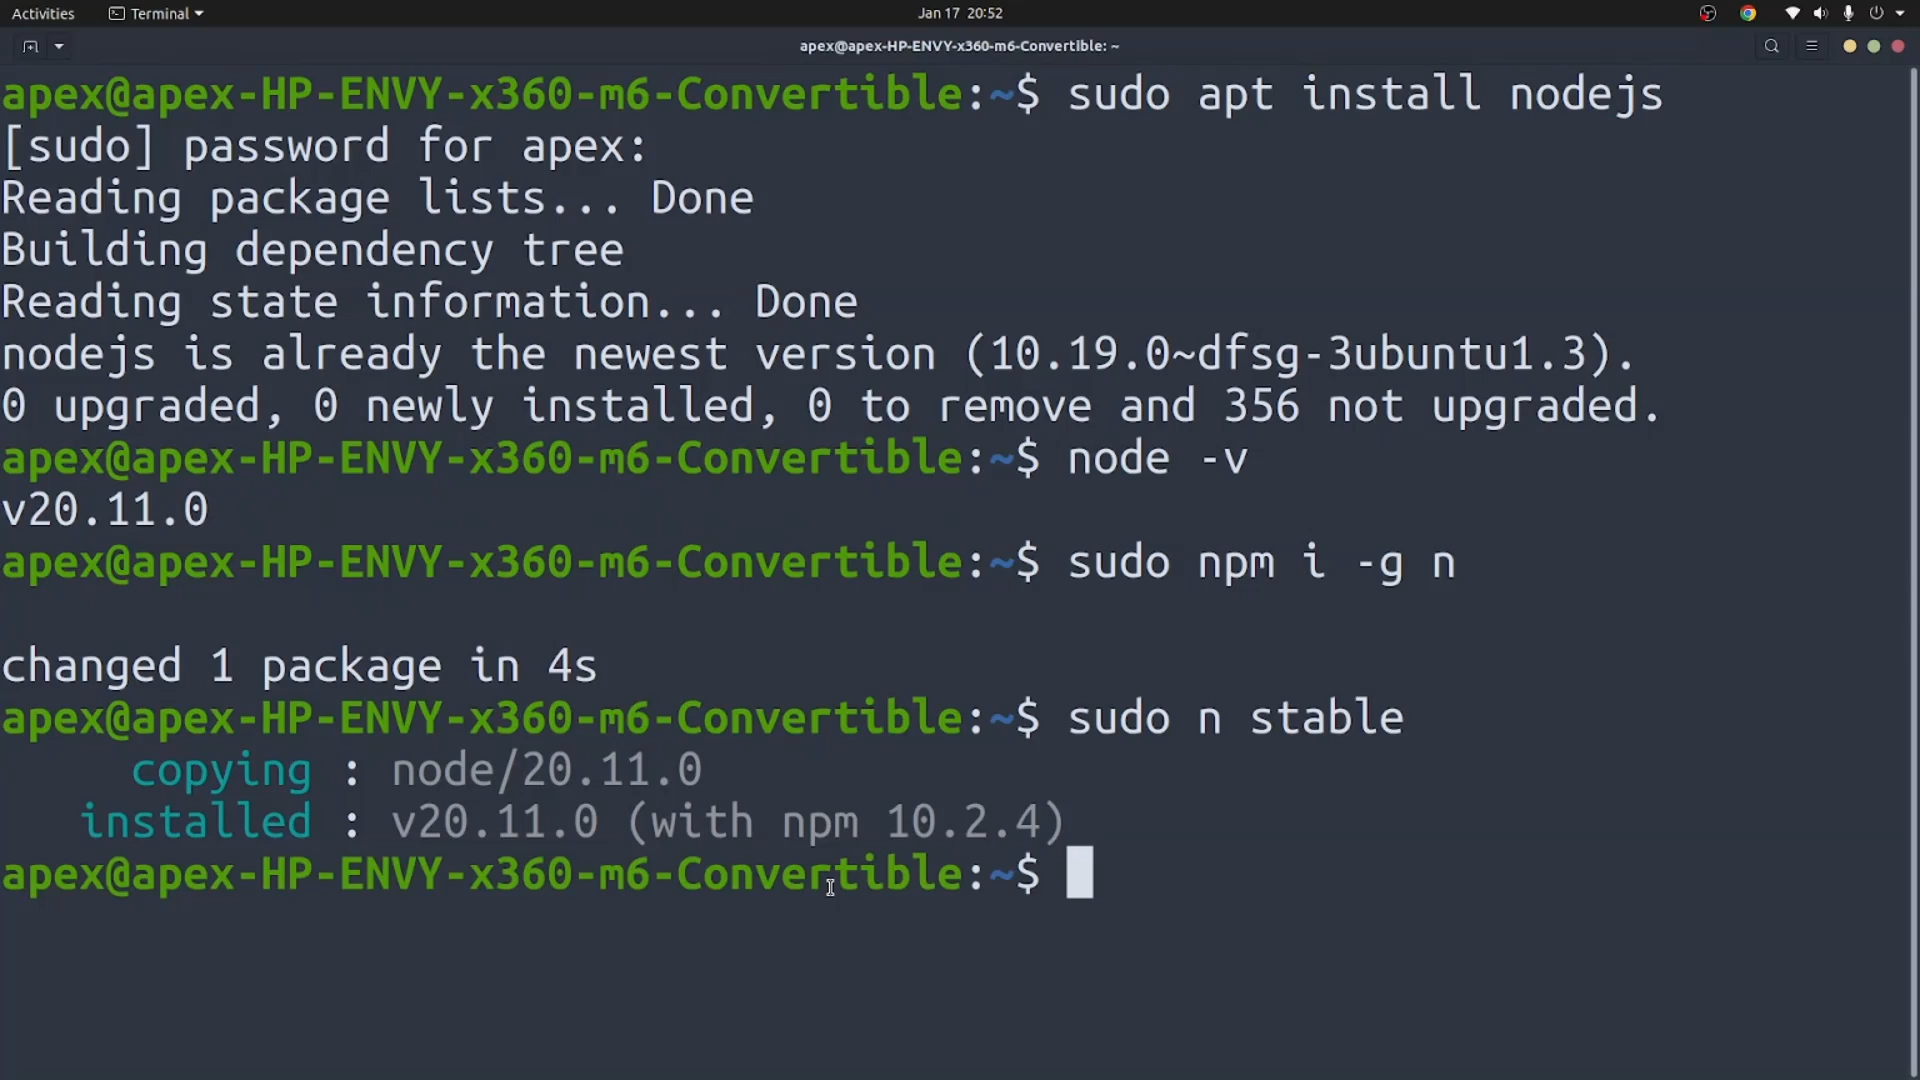 Activities Terminal Jan 17 20:52
apex@apex-HP-ENVY-x360-m6-Convertible: ~
apex@apex-HP-ENVY-x360-m6-Convertible:~$ sudo apt install nodejs
[sudo] password for apex:
Reading package lists... Done
Building dependency tree
Reading state information... Done
nodejs is already the newest version (10.19.0~dfsg-3ubuntu1.3).
0 upgraded, 0 newly installed, 0 to remove and 356 not upgraded.
apex@apex-HP-ENVY-x360-m6-Convertible:~$ node -v
v20.11.0
apex@apex-HP-ENVY-x360-m6-Convertible:~$ sudo npm i -g n
changed 1 package in 4s
apex@apex-HP-ENVY-x360-m6-Convertible:~$ sudo n stable
copying : node/20.11.0
installed : v20.11.0 (with npm 10.2.4)
apex@apex-HP-ENVY-x360-m6-Convertible:~$